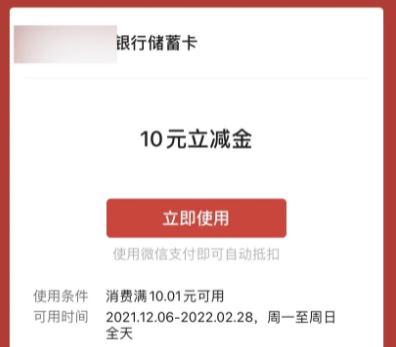 银行储蓄卡
10元立减金
立即使用
使用微信支付即可自动抵扣
使用条件 消费满10.01元可用
可用时间 2021.12.06-2022.02.28，周一至周日
全天